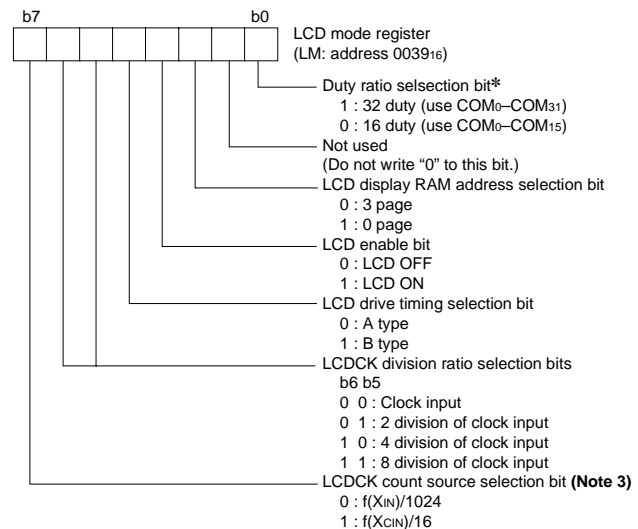 b7 b0
LCD mode register
(LM: address 003916)
Duty ratio selsection bit*
1 : 32 duty (use COM0–COM31)
0 : 16 duty (use COM0–COM15)
Not used
(Do not write “0” to this bit.)
LCD display RAM address selection bit
0 : 3 page
1 : 0 page
LCD enable bit
0 : LCD OFF
1 : LCD ON
LCD drive timing selection bit
0 : A type
1 : B type
LCDCK division ratio selection bits
b6 b5
0 0 : Clock input
0 1 : 2 division of clock input
1 0 : 4 division of clock input
1 1 : 8 division of clock input
LCDCK count source selection bit (Note 3)
0 : f(XIN)/1024
1 : f(XCIN)/16